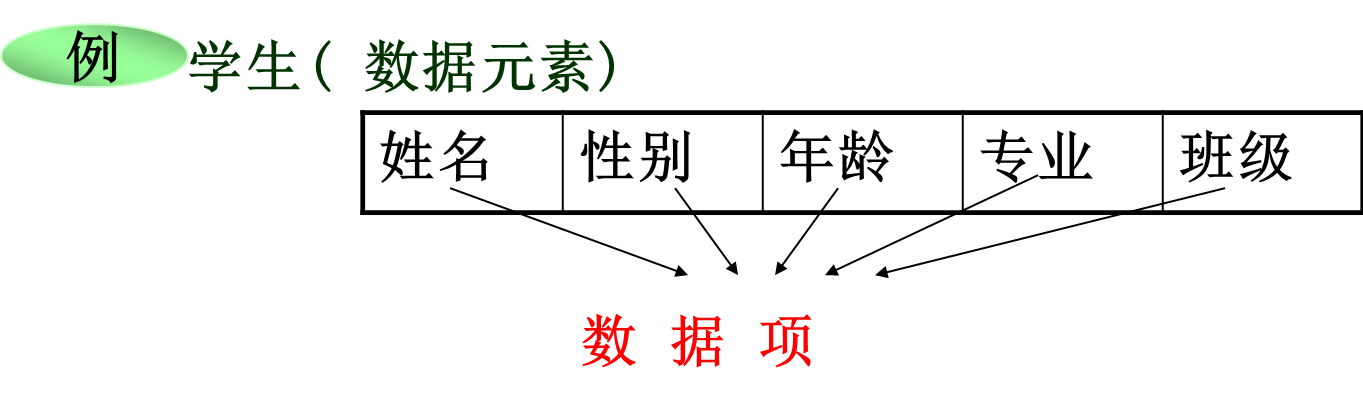 例 学生( 数据元素)
姓名 性别 年龄 专业 班级
数 据 项